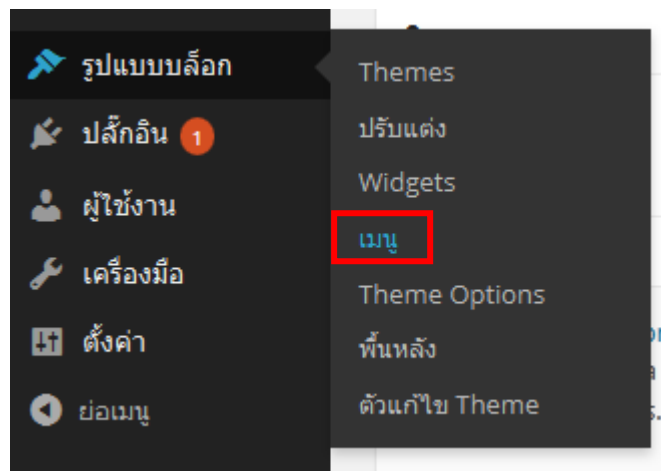 รูปแบบบล็อก
ปลั๊กอิน 1
ผู้ใช้งาน
เครื่องมือ
ตั้งค่า
ย่อเมนู
Themes
ปรับแต่ง
Widgets
เมนู
Theme Options
พื้นหลัง
ตัวแก้ไข Theme